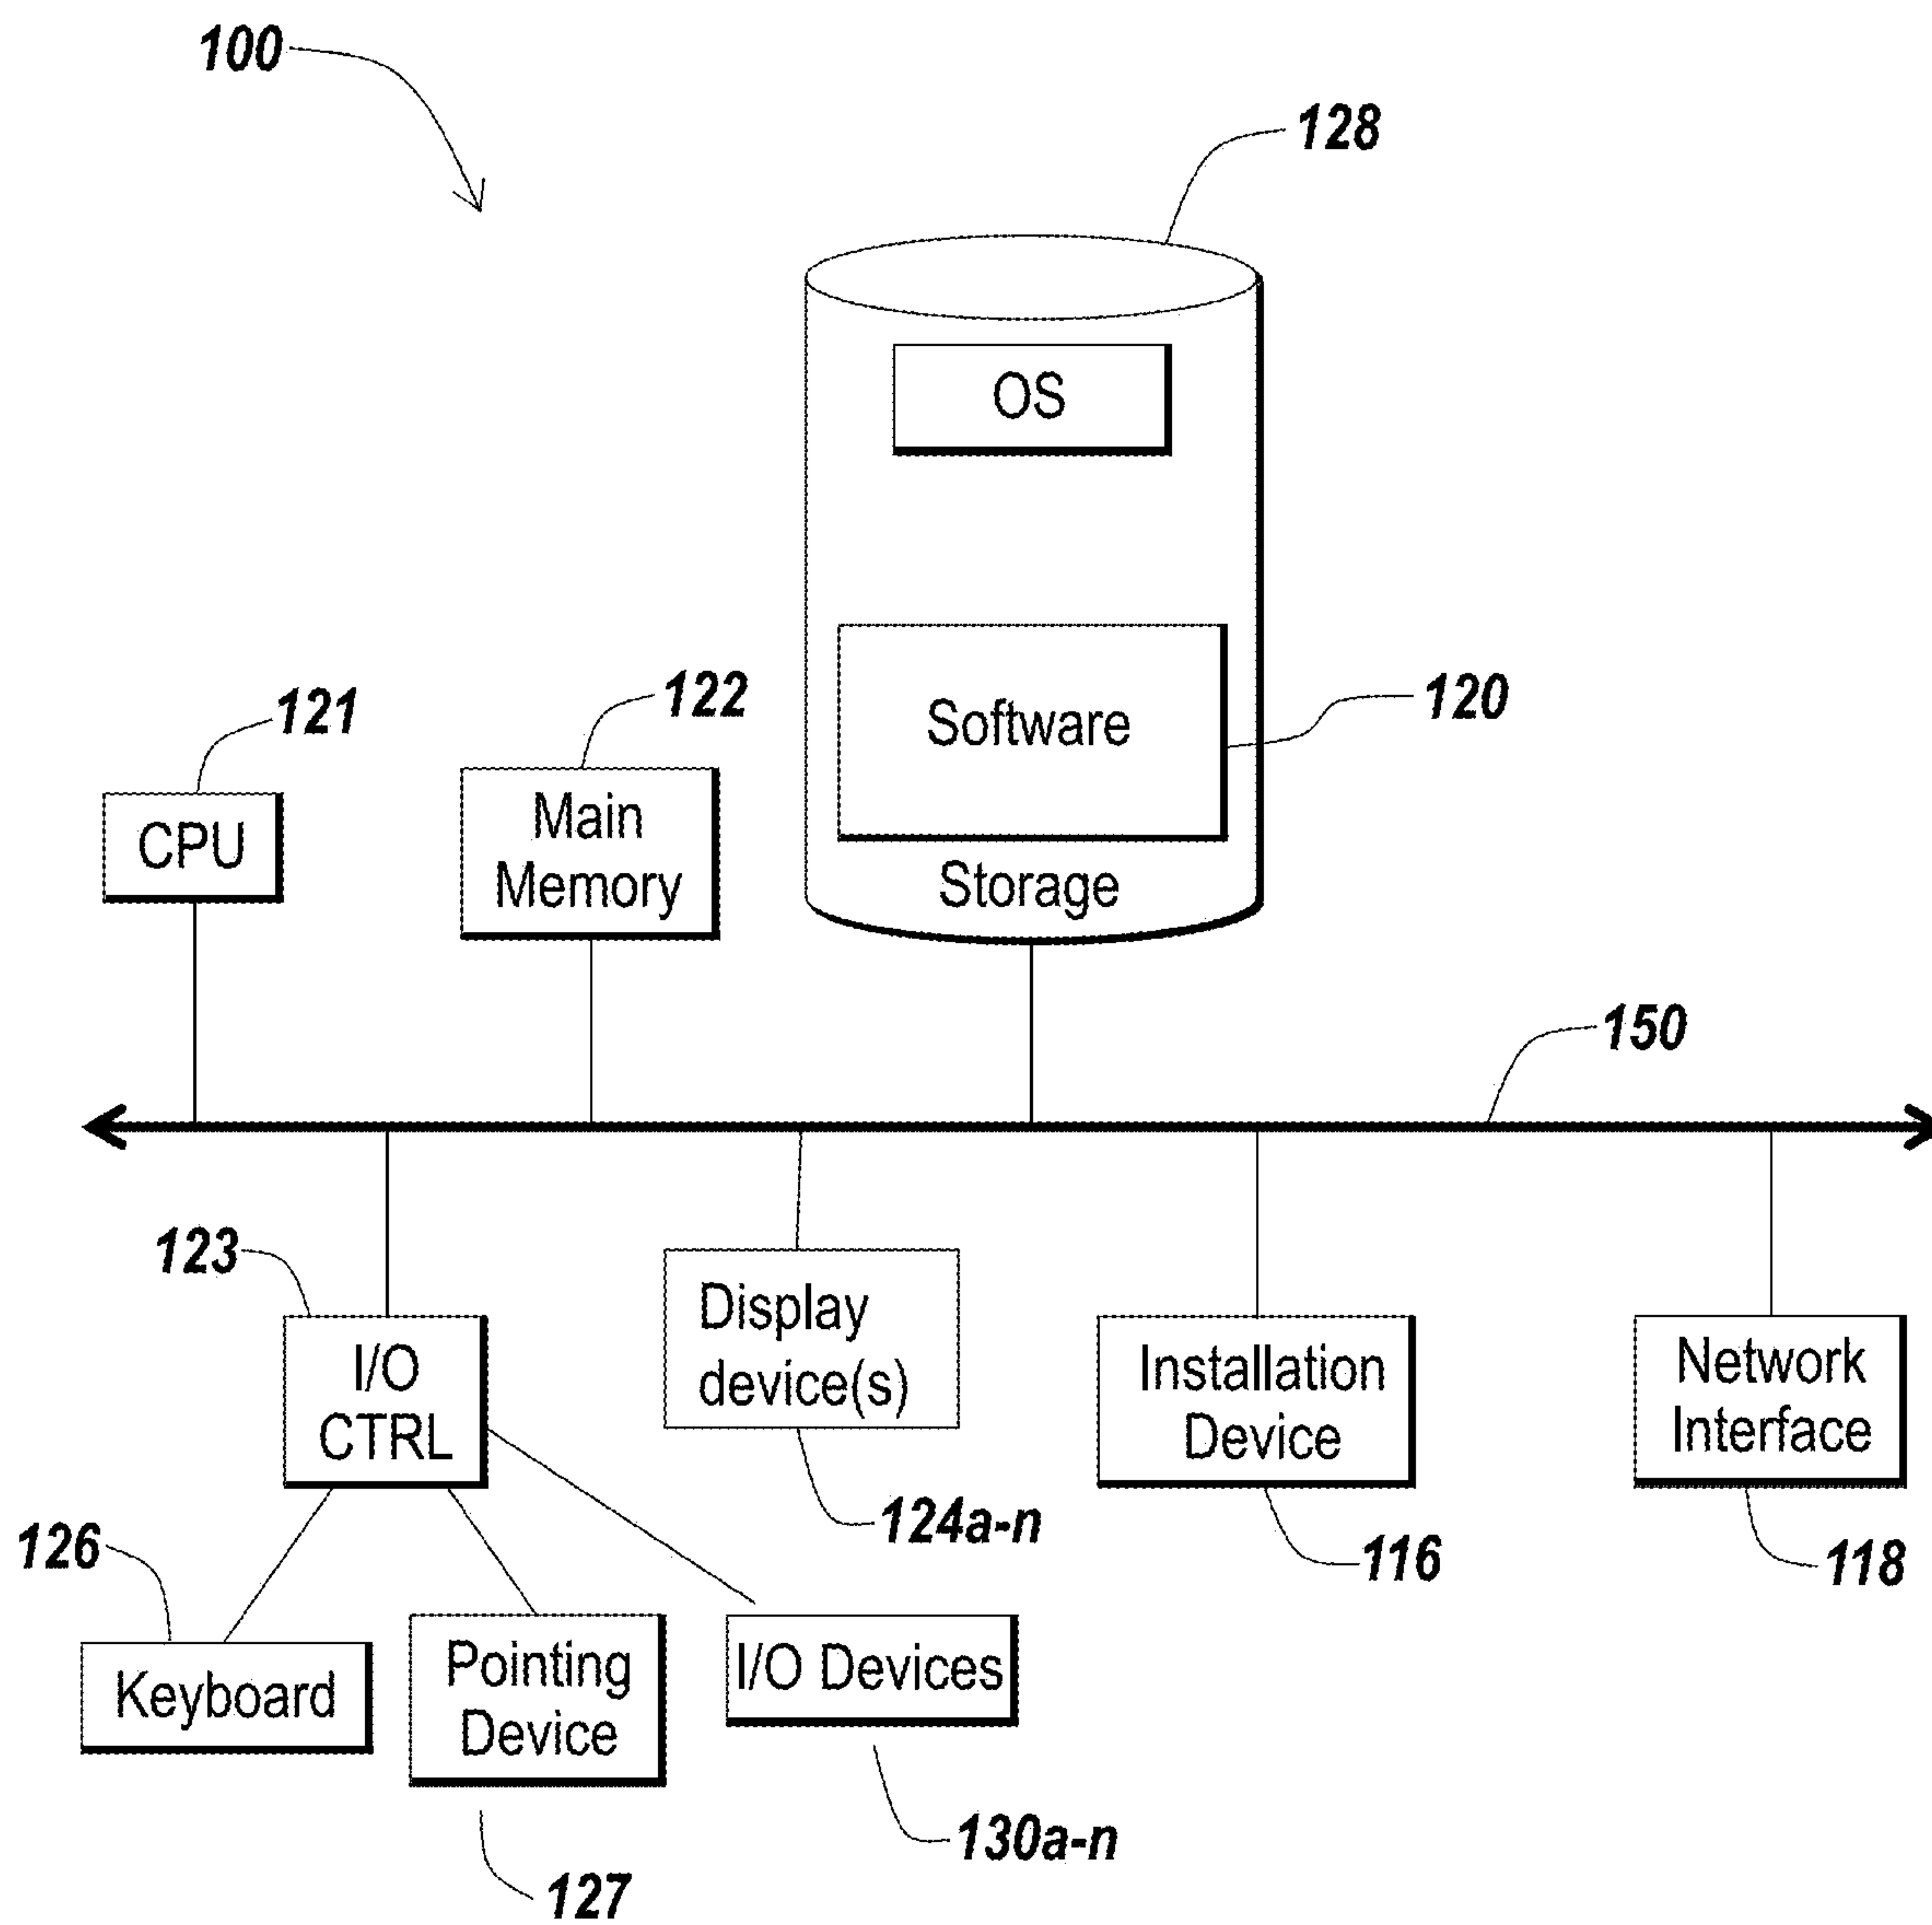 100
128
OS
121
122
Software
120
CPU
Main
Memory
Storage
150
123
I/O
CTRL
Display
device(s)
Installation
Device
Network
Interface
126
124a-n
116
118
Keyboard
Pointing
Device
I/O Devices
130a-n
127